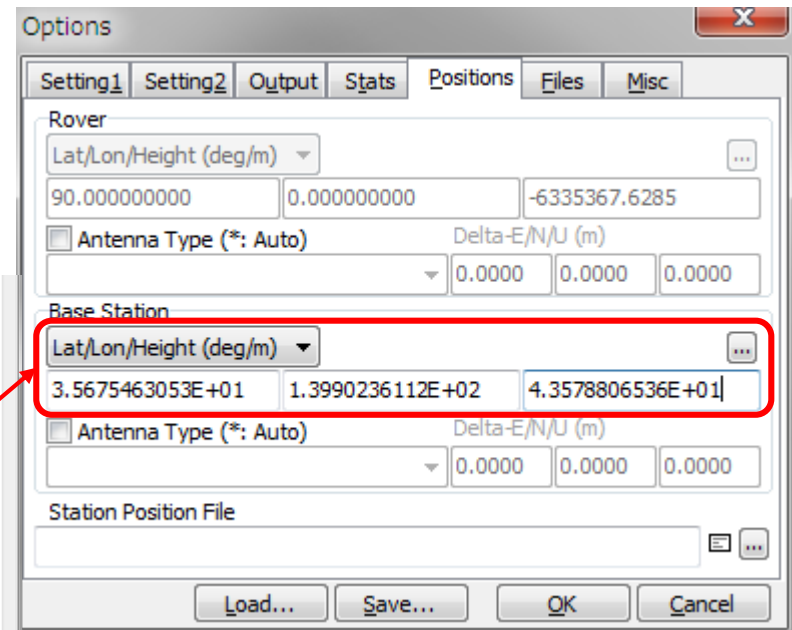 Options
Setting1 Setting2 Output Stats Positions Files Misc
Rover
Lat/Lon/Height (deg/m) ...
90.000000000 0.000000000 -6335367.6285
Antenna Type (*: Auto) Delta-E/N/U (m)
0.0000 0.0000 0.0000
Base Station
Lat/Lon/Height (deg/m) ...
3.5675463053E+01 1.3990236112E+02 4.3578806536E+01
Antenna Type (*: Auto) Delta-E/N/U (m)
0.0000 0.0000 0.0000
Station Position File
...
Load... Save... OK Cancel